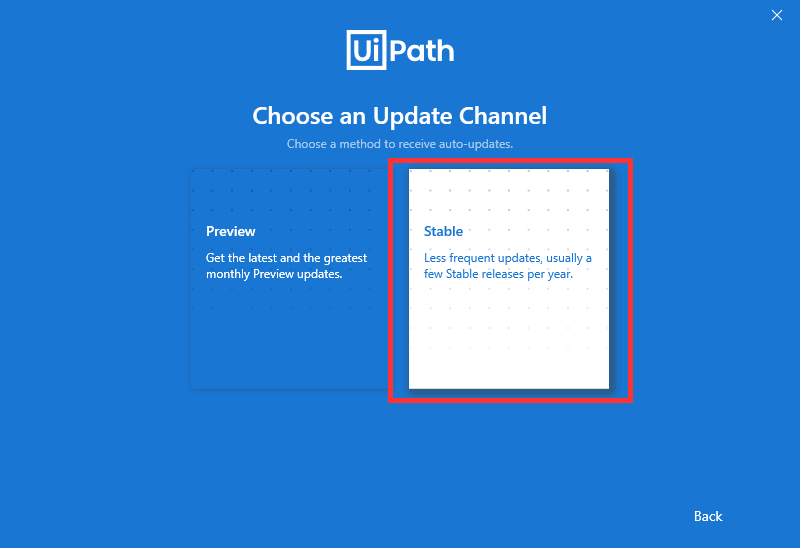 UiPath
Choose an Update Channel
Choose a method to receive auto-updates.
Preview
Get the latest and the greatest
monthly Preview updates.
Stable
Less frequent updates, usually a
few Stable releases per year.
Back